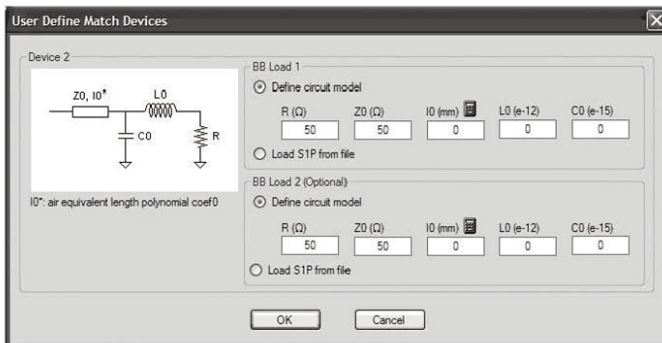 User Define Match Devices
Device 2
Z0, l0*
L0
C0
R
l0*: air equivalent length polynomial coef0
BB Load 1
Define circuit model
R (Ω) Z0 (Ω) l0 (mm) L0 (e-12) C0 (e-15)
50 50 0 0 0
Load S1P from file
BB Load 2 (Optional)
Define circuit model
R (Ω) Z0 (Ω) l0 (mm) L0 (e-12) C0 (e-15)
50 50 0 0 0
Load S1P from file
OK Cancel